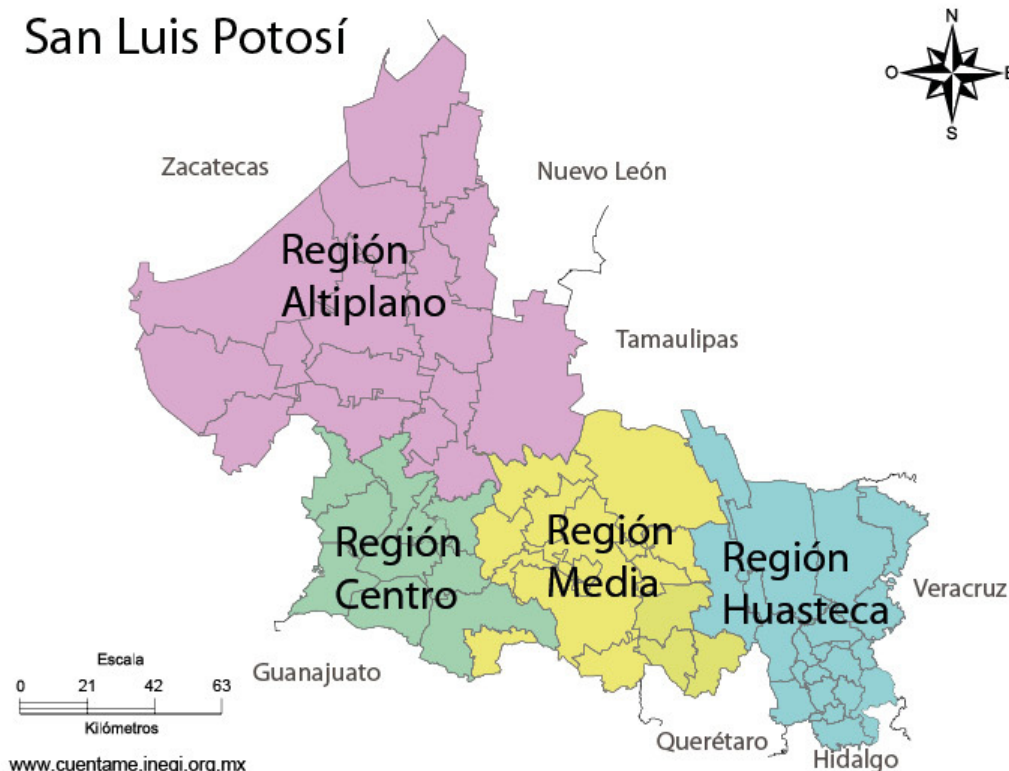 San Luis Potosí
N
O
E
S
Zacatecas
Nuevo León
Región
Altiplano
Tamaulipas
Región
Centro
Región
Media
Región
Huasteca
Veracruz
Guanajuato
Querétaro
Hidalgo
Escala
0 21 42 63
Kilómetros
www.cuentame.inegi.org.mx